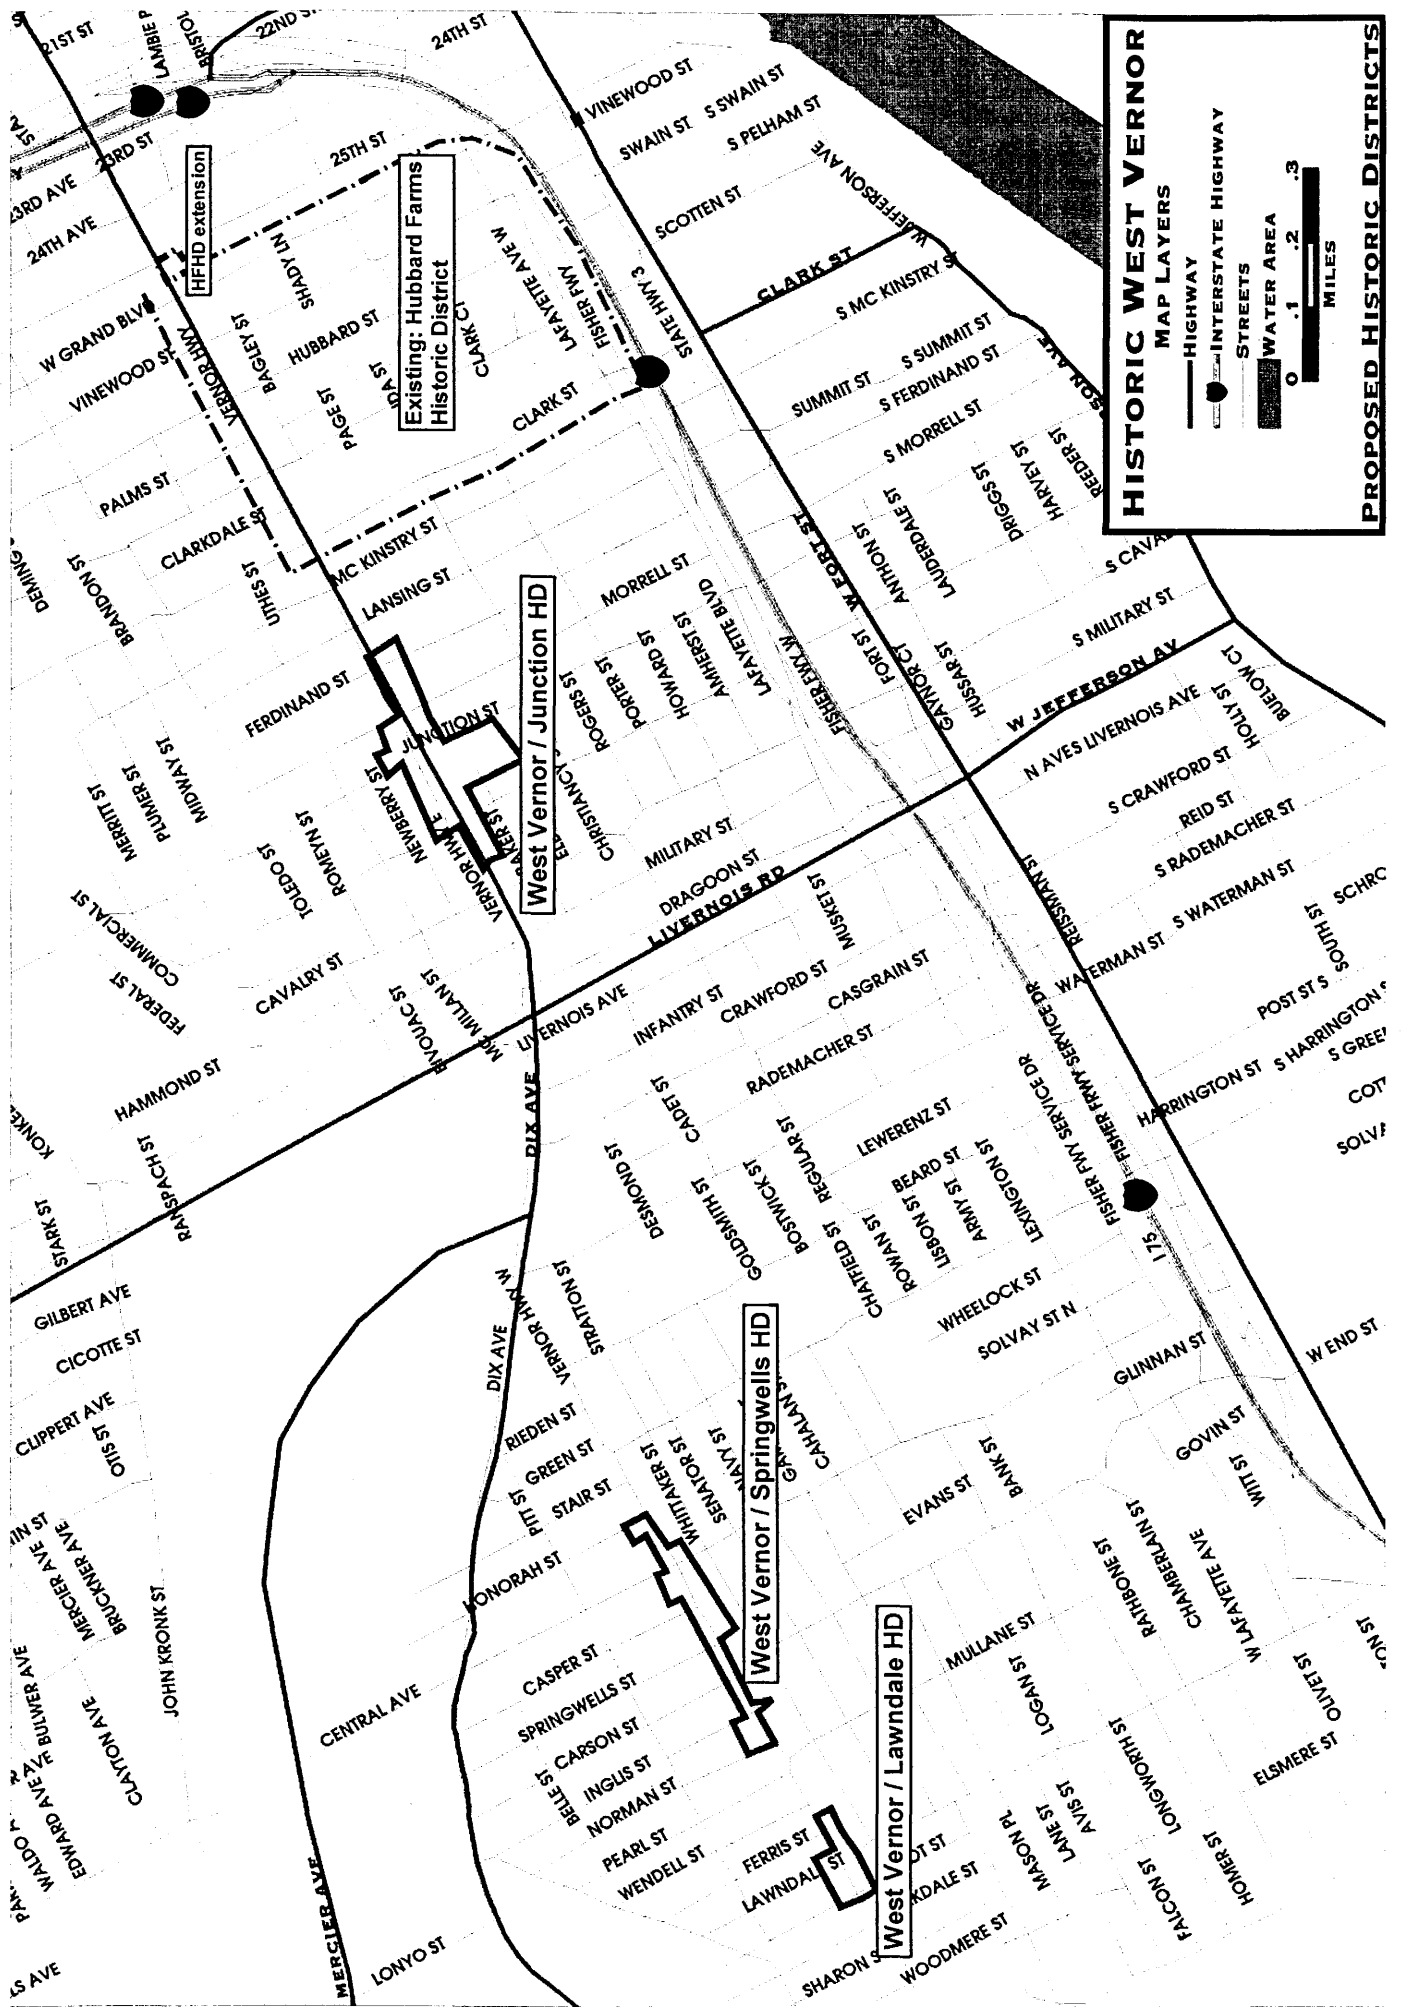 HISTORIC WEST VERNOR
MAP LAYERS
HIGHWAY
INTERSTATE HIGHWAY
STREETS
WATER AREA
0 .1 .2 .3
MILES
PROPOSED HISTORIC DISTRICTS
HFHD extension
Existing: Hubbard Farms
Historic District
West Vernor / Junction HD
West Vernor / Springwells HD
West Vernor / Lawndale HD
21ST ST
22ND ST
24TH ST
23RD ST
23RD AVE
24TH AVE
25TH ST
W GRAND BLVD
VINEWOOD ST
VERNOR HWY
BAGLEY ST
SHADY LN
HUBBARD ST
PAGE ST
CLARK CT
LAFAYETTE AVE W
FISHER FWY
STATE HWY 3
CLARK ST
VINEWOOD ST
SWAIN ST
S SWAIN ST
S PELHAM ST
SCOTTEN ST
W JEFFERSON AVE
CLARK ST
S MC KINSTRY ST
S SUMMIT ST
SUMMIT ST
S FERDINAND ST
S MORRELL ST
DRIGGS ST
HARVEY ST
REEDER ST
PALMS ST
CLARKDALE ST
BRANDON ST
UTHES ST
MC KINSTRY ST
LANSING ST
MORRELL ST
FERDINAND ST
JUNCTION ST
ROGERS ST
PORTER ST
HOWARD ST
AMHERST ST
LAFAYETTE BLVD
FISHER FWY W
FISHER FWY
W FORT ST
ANTHON ST
LAUDERDALE ST
FORT ST
GAYNOR CT
HUSSAR ST
S MILITARY ST
W JEFFERSON AV
N AVES LIVERNOIS AVE
HOLLY ST
BUELOW CT
S CRAWFORD ST
REID ST
S RADEMACHER ST
S WATERMAN ST
WATERMAN ST
REISSMAN ST
SOUTH ST
POST ST S
HARRINGTON ST
MERRITT ST
PLUMER ST
MIDWAY ST
TOLEDO ST
ROMEYN ST
NEWBERRY ST
VERNOR HWY
CHRISTIANCY
MILITARY ST
DRAGOON ST
LIVERNOIS RD
MUSKET ST
COMMERCIAL ST
FEDERAL ST
CAVALRY ST
HAMMOND ST
BIVOUAC ST
MC MILLAN ST
LIVERNOIS AVE
INFANTRY ST
CRAWFORD ST
CASGRAIN ST
RADEMACHER ST
CADET ST
DIX AVE
DESMOND ST
GOLDSMITH ST
BOSTWICK ST
REGULAR ST
CHATFIELD ST
LEWERENZ ST
BEARD ST
ROWAN ST
LISBON ST
ARMY ST
LEXINGTON ST
FISHER FWY SERVICE DR
FISHER FRWY SERVICE DR
I 75
STARK ST
RANSPACH ST
GILBERT AVE
CICOTTE ST
CLIPPERT AVE
OTIS ST
DIX AVE
VERNOR HWY W
STRATTON ST
WHEELOCK ST
SOLVAY ST N
GLINNAN ST
W END ST
RIEDEN ST
GREEN ST
PITT ST
STAIR ST
WHITTAKER ST
SENATOR ST
NAVY ST
CAHALAN ST
EVANS ST
BANK ST
GOVIN ST
WITT ST
MERCIER AVE
BRUCKNER AVE
JOHN KRONK ST
HONORAH ST
RATHBONE ST
CHAMBERLAIN ST
W LAFAYETTE AVE
BULWER AVE
CLAYTON AVE
EDWARD AVE
CENTRAL AVE
CASPER ST
SPRINGWELLS ST
CARSON ST
BELLE ST
INGLIS ST
NORMAN ST
PEARL ST
WENDELL ST
FERRIS ST
LAWNDALE ST
MULLANE ST
LOGAN ST
OLIVET ST
ELSMERE ST
LONGWORTH ST
AVIS ST
LANE ST
MASON PL
FALCON ST
HOMER ST
WOODMERE ST
SHARON S
MERCIER AVE
LONYO ST